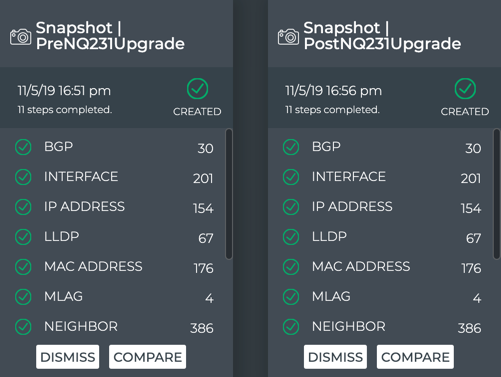 Snapshot |
PreNQ231Upgrade
11/5/19 16:51 pm
11 steps completed.
CREATED
BGP 30
INTERFACE 201
IP ADDRESS 154
LLDP 67
MAC ADDRESS 176
MLAG 4
NEIGHBOR 386
DISMISS COMPARE
Snapshot |
PostNQ231Upgrade
11/5/19 16:56 pm
11 steps completed.
CREATED
BGP 30
INTERFACE 201
IP ADDRESS 154
LLDP 67
MAC ADDRESS 176
MLAG 4
NEIGHBOR 386
DISMISS COMPARE